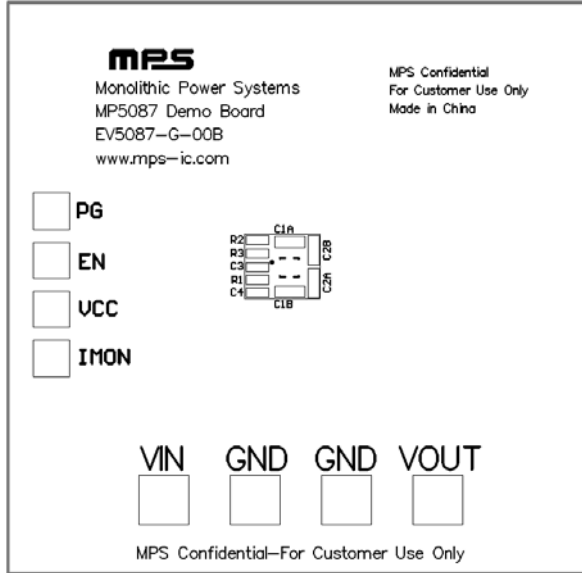 mps
Monolithic Power Systems
MP5087 Demo Board
EV5087-G-00B
www.mps-ic.com
MPS Confidential
For Customer Use Only
Made in China
PG
EN
VCC
IMON
C1A
R2
R3
C3
R1
C4
C2B
C2A
C1B
VIN GND GND VOUT
MPS Confidential-For Customer Use Only